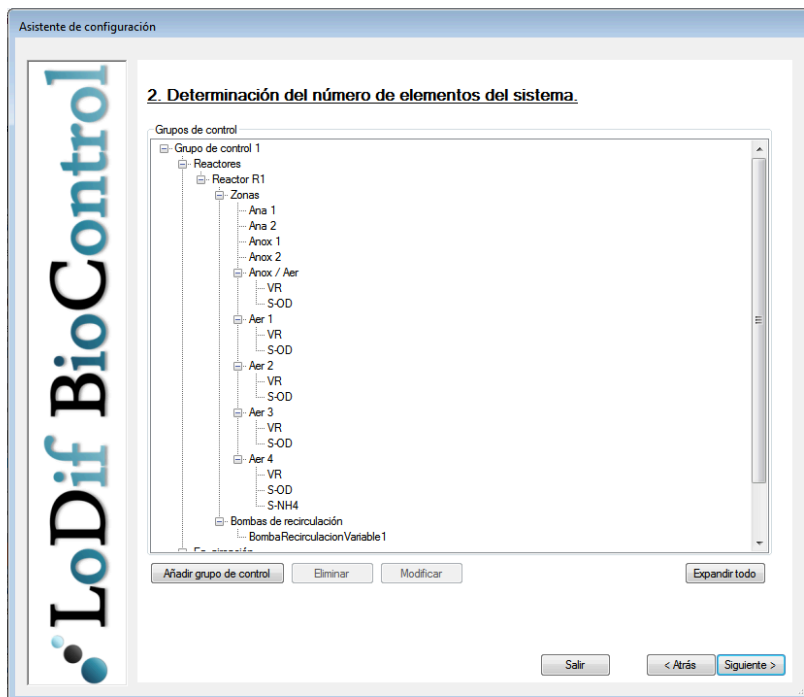 Asistente de configuración
LoDif BioControl
2. Determinación del número de elementos del sistema.
Grupos de control
Grupo de control 1
Reactores
Reactor R1
Zonas
Ana 1
Ana 2
Anox 1
Anox 2
Anox / Aer
VR
S-OD
Aer 1
VR
S-OD
Aer 2
VR
S-OD
Aer 3
VR
S-OD
Aer 4
VR
S-OD
S-NH4
Bombas de recirculación
BombaRecirculacionVariable1
Añadir grupo de control
Eliminar
Modificar
Expandir todo
Salir
< Atrás
Siguiente >